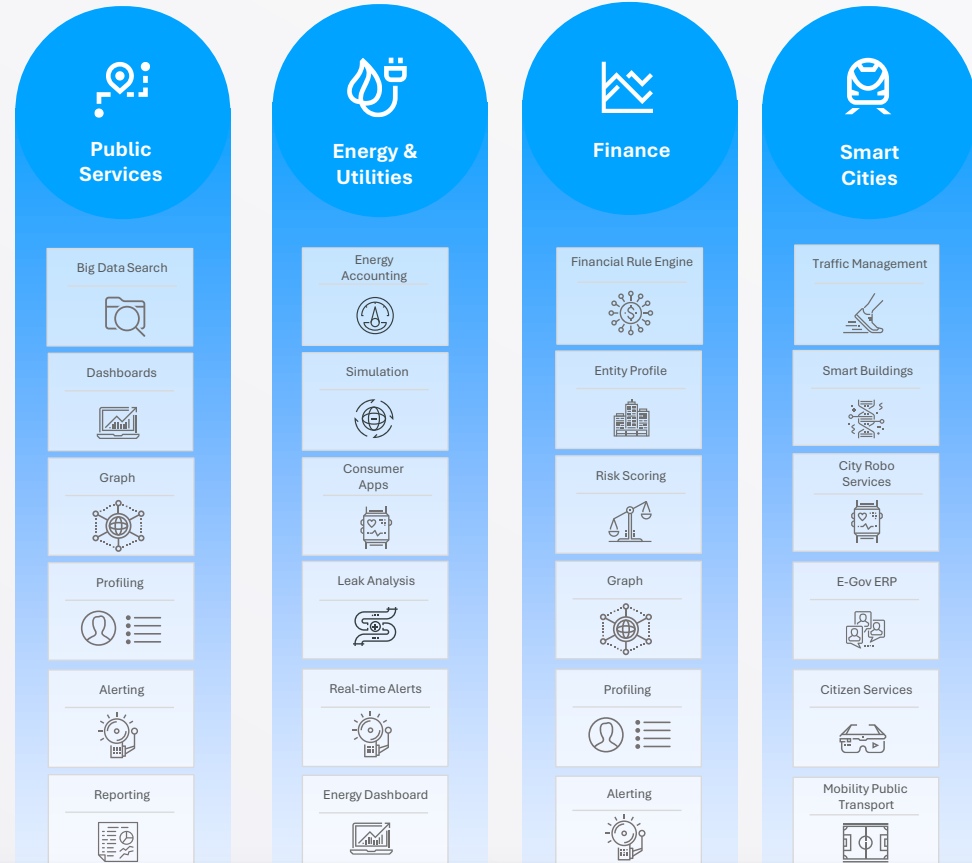 Public
Services
Big Data Search
Dashboards
Graph
Profiling
Alerting
Reporting
Energy &
Utilities
Energy
Accounting
Simulation
Consumer
Apps
Leak Analysis
Real-time Alerts
Energy Dashboard
Finance
Financial Rule Engine
Entity Profile
Risk Scoring
Graph
Profiling
Alerting
Smart
Cities
Traffic Management
Smart Buildings
City Robo
Services
E-Gov ERP
Citizen Services
Mobility Public
Transport